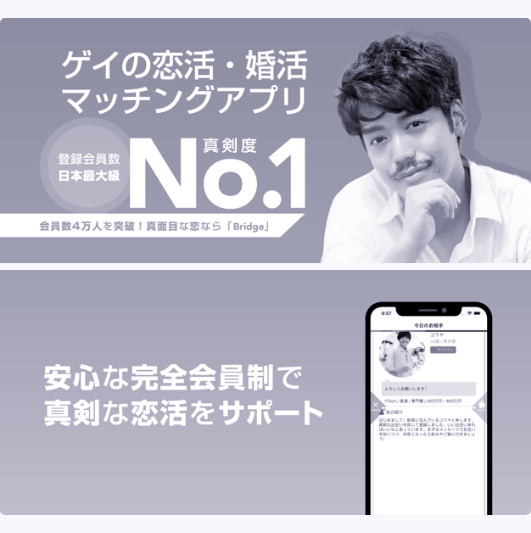 ゲイの恋活・婚活
マッチングアプリ
登録会員数
日本最大級
真剣度
No.1
会員数4万人を突破！真面目な恋なら「Bridge」
安心な完全会員制で
真剣な恋活をサポート
6:57
今日のお相手
ユウヤ
よろしくお願いします!
自己紹介